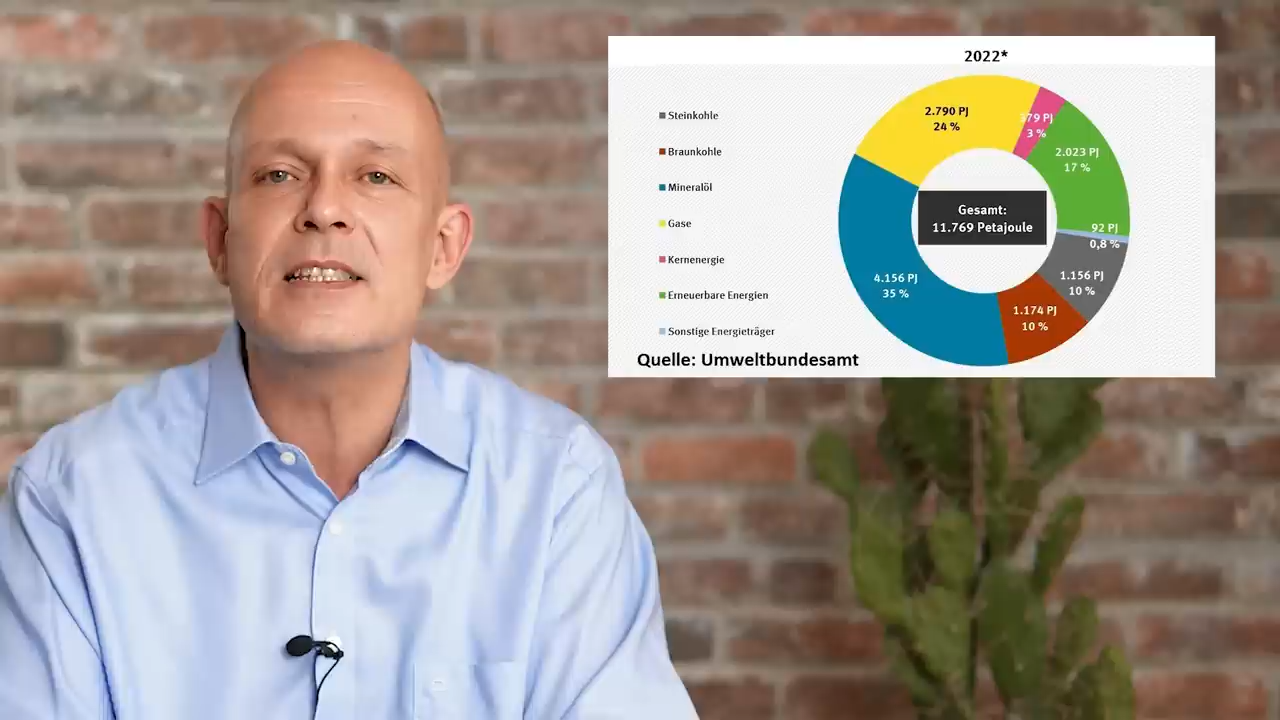 2022*
Steinkohle
Braunkohle
Mineralöl
Gase
Kernenergie
Erneuerbare Energien
Sonstige Energieträger
2.790 PJ
24 %
379 PJ
3 %
2.023 PJ
17 %
92 PJ
0,8 %
1.156 PJ
10 %
1.174 PJ
10 %
4.156 PJ
35 %
Gesamt:
11.769 Petajoule
Quelle: Umweltbundesamt